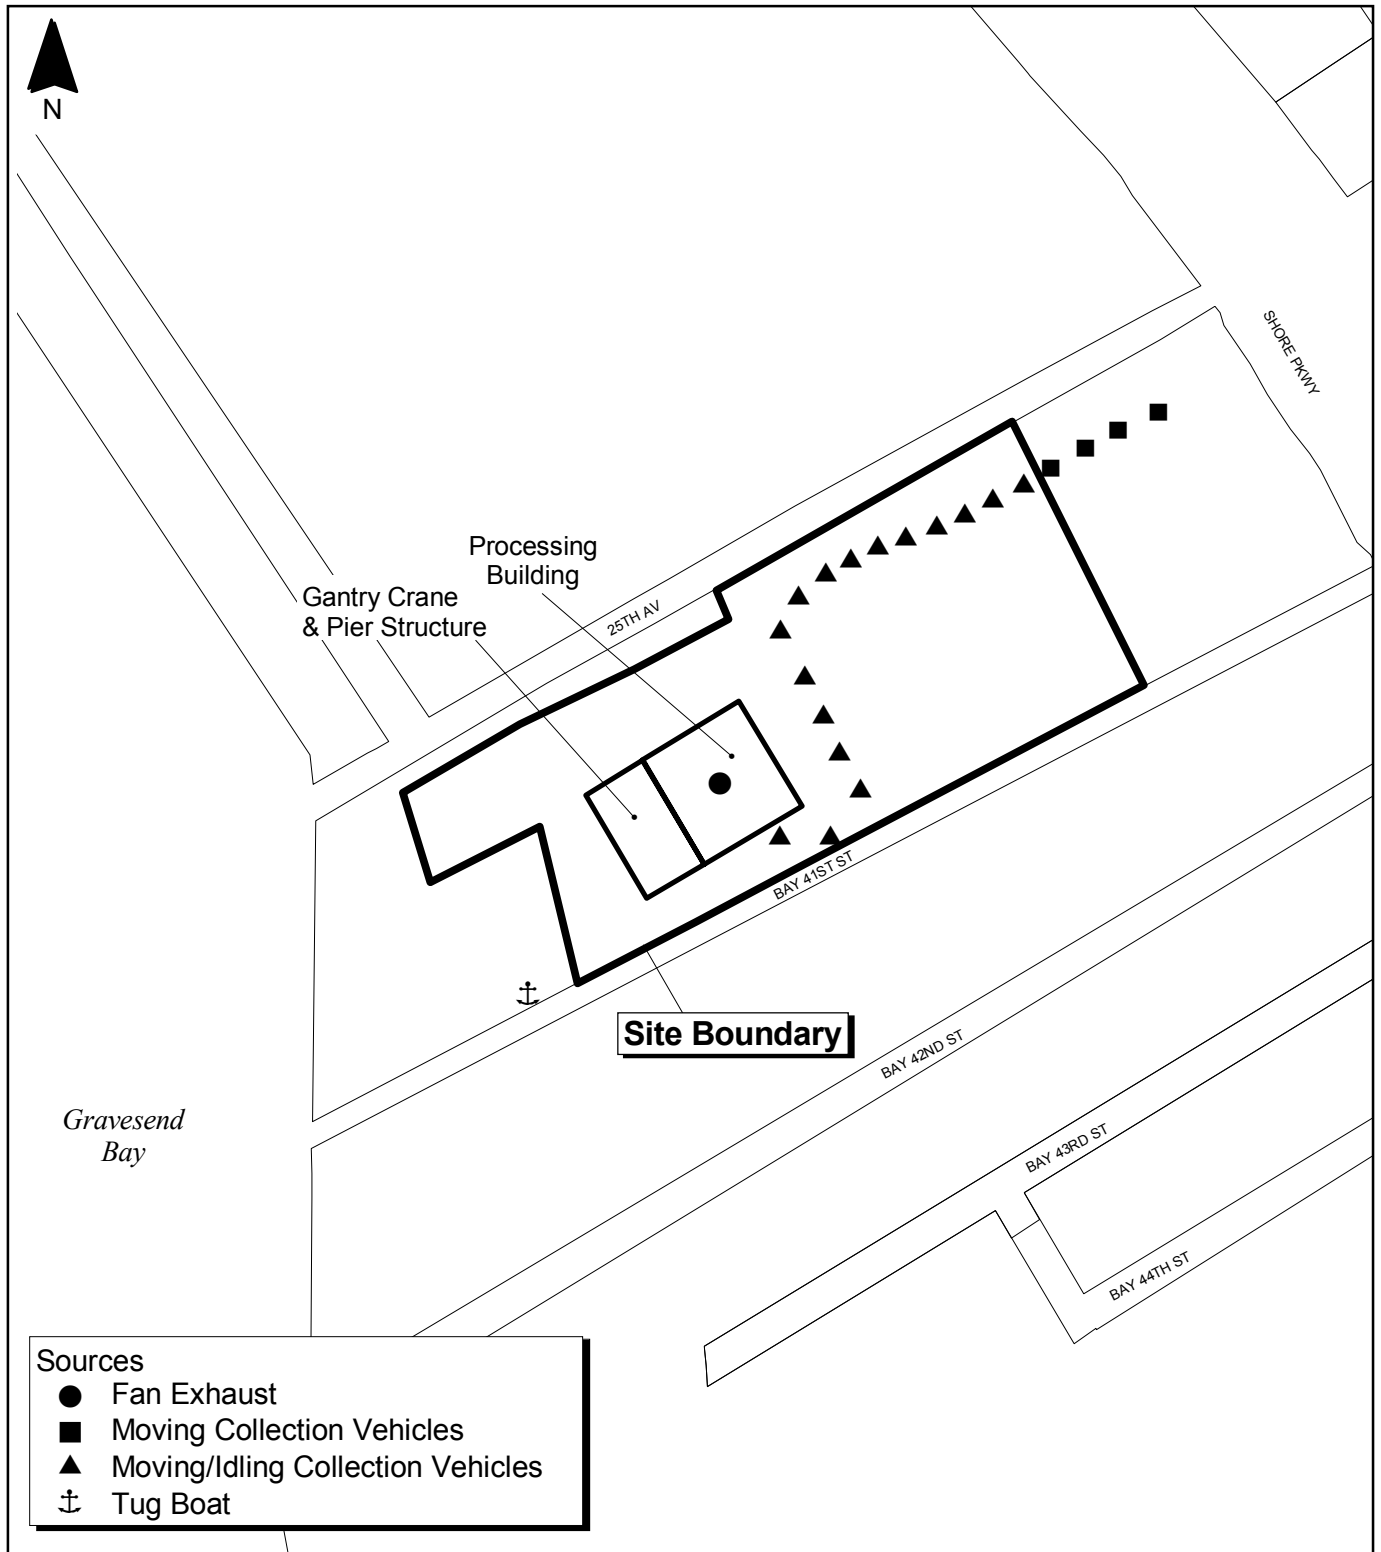 N
SHORE PKWY
Processing
Building
Gantry Crane
& Pier Structure
25TH AV
BAY 41ST ST
Site Boundary
BAY 42ND ST
Gravesend
Bay
BAY 43RD ST
BAY 44TH ST
Sources
Fan Exhaust
Moving Collection Vehicles
Moving/Idling Collection Vehicles
Tug Boat